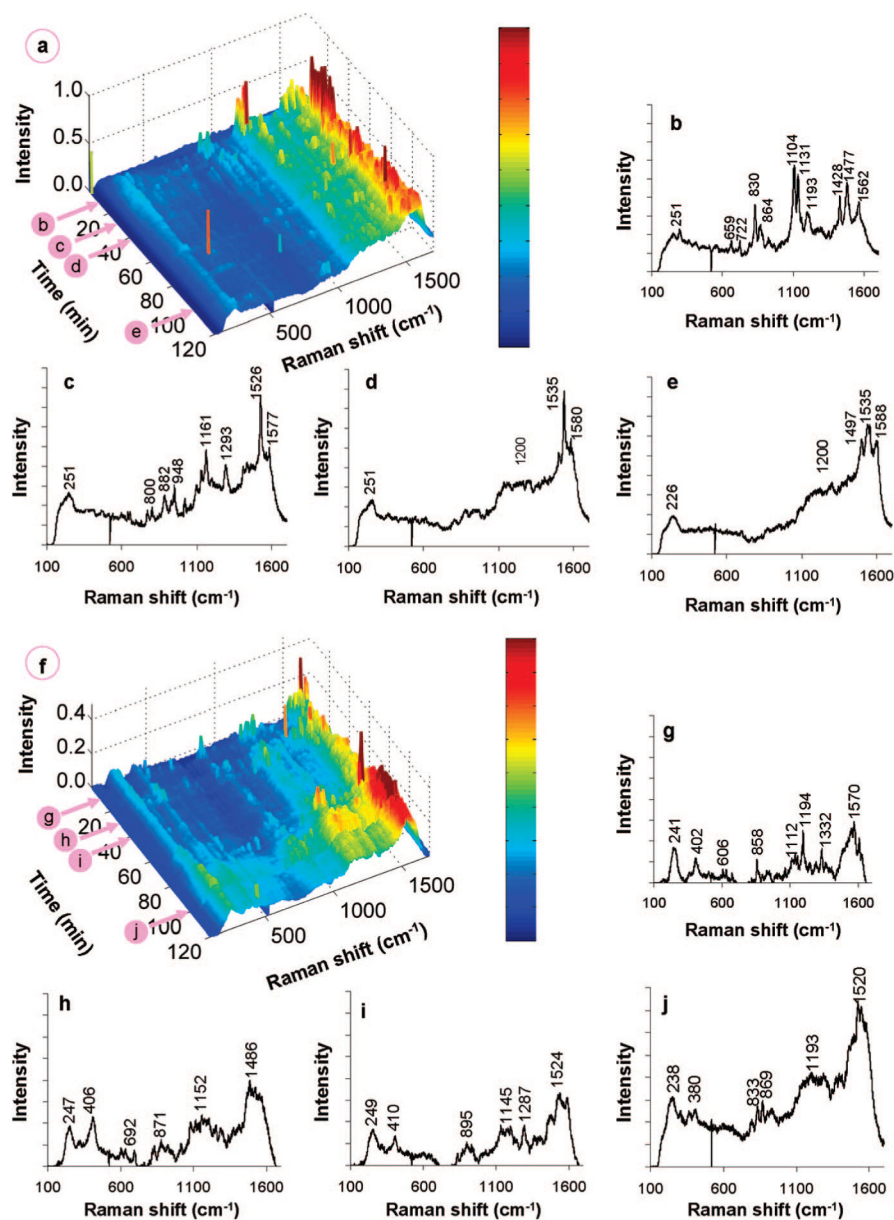 a
1.0
0.5
0.0
Intensity
b
c
d
e
20
40
60
80
100
120
Time (min)
500
1000
1500
Raman shift (cm⁻¹)
b
Intensity
251
659
722
830
864
1104
1131
1193
1428
1477
1562
100 600 1100 1600
Raman shift (cm⁻¹)
c
Intensity
251
800
882
948
1161
1293
1526
1577
100 600 1100 1600
Raman shift (cm⁻¹)
d
Intensity
251
1200
1535
1580
100 600 1100 1600
Raman shift (cm⁻¹)
e
Intensity
226
1200
1497
1535
1588
100 600 1100 1600
Raman shift (cm⁻¹)
f
0.4
0.2
0.0
Intensity
g
h
i
j
20
40
60
80
100
120
Time (min)
500
1000
1500
Raman shift (cm⁻¹)
g
Intensity
241
402
606
858
1112
1194
1332
1570
100 600 1100 1600
Raman shift (cm⁻¹)
h
Intensity
247
406
692
871
1152
1486
100 600 1100 1600
Raman shift (cm⁻¹)
i
Intensity
249
410
895
1145
1287
1524
100 600 1100 1600
Raman shift (cm⁻¹)
j
Intensity
238
380
833
869
1193
1520
100 600 1100 1600
Raman shift (cm⁻¹)